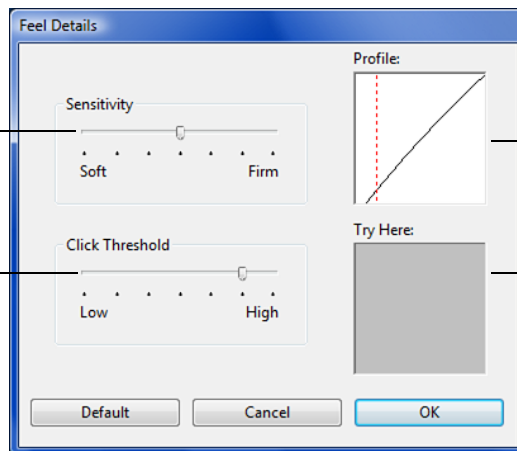 Feel Details
Profile:
Sensitivity
Soft Firm
Click Threshold
Try Here:
Low High
Default Cancel OK